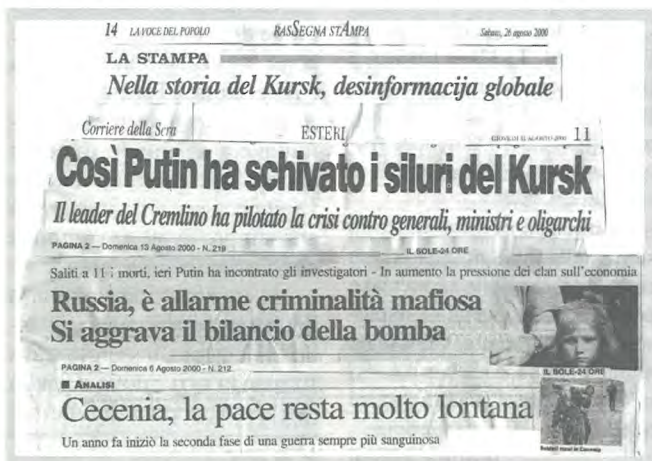 14 LA VOCE DEL POPOLO RASSEGNA STAMPA Sabato, 26 agosto 2000
LA STAMPA
Nella storia del Kursk, desinformacija globale
Corriere della Sera ESTERI 2000 11
Così Putin ha schivato i siluri del Kursk
Il leader del Cremlino ha pilotato la crisi contro generali, ministri e oligarchi
PAGINA 2 — Domenica 13 Agosto 2000 - N. 219 IL SOLE-24 ORE
Saliti a 11 i morti, ieri Putin ha incontrato gli investigatori - In aumento la pressione dei clan sull'economia
Russia, è allarme criminalità mafiosa
Si aggrava il bilancio della bomba
PAGINA 2 — Domenica 6 Agosto 2000 - N. 212 IL SOLE-24 ORE
■ ANALISI
Cecenia, la pace resta molto lontana
Un anno fa iniziò la seconda fase di una guerra sempre più sanguinosa
in Cecenia